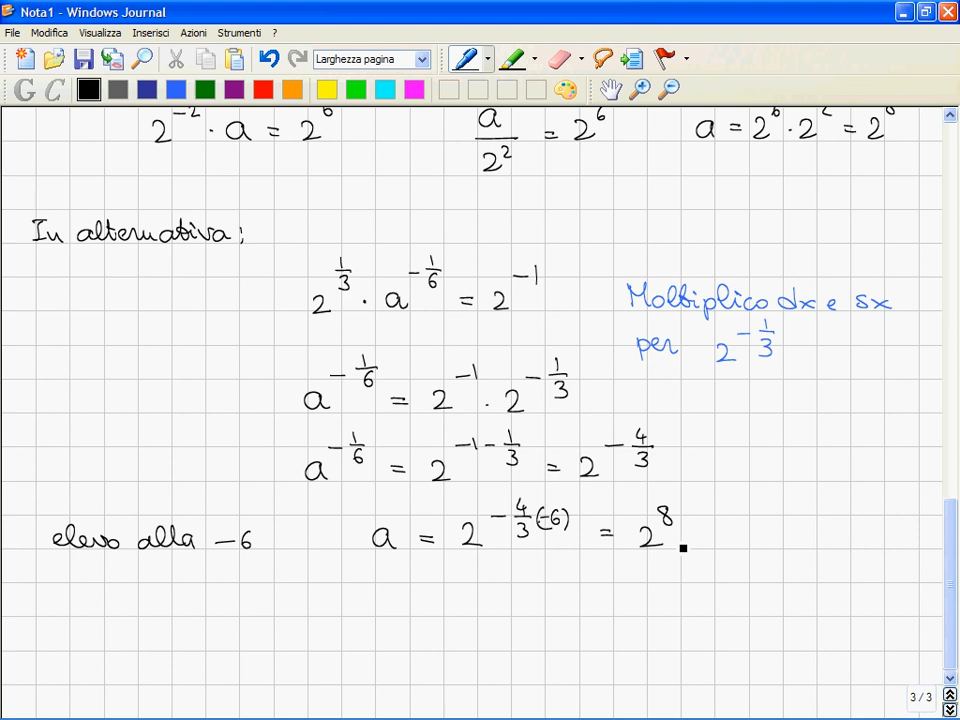 Nota1 - Windows Journal
File Modifica Visualizza Inserisci Azioni Strumenti ?
Larghezza pagina
G C
2^{-2} · a = 2^6    a/2^2 = 2^6    a = 2^6 · 2^2 = 2^8
In alternativa:
2^{1/3} · a^{-1/6} = 2^{-1}
Moltiplico dx e sx
per 2^{-1/3}
a^{-1/6} = 2^{-1} · 2^{-1/3}
a^{-1/6} = 2^{-1-1/3} = 2^{-4/3}
elevo alla -6    a = 2^{-4/3(-6)} = 2^8
3 / 3